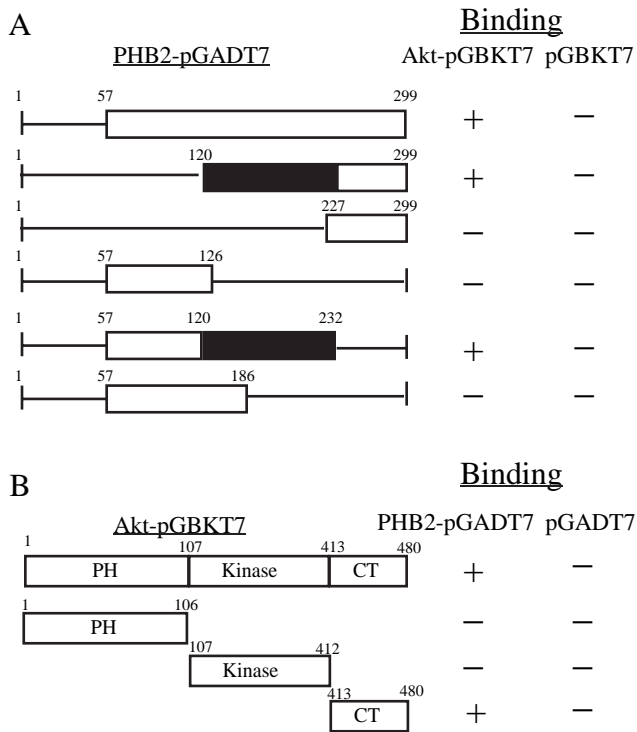 A
Binding
PHB2-pGADT7
Akt-pGBKT7 pGBKT7
1 57 299
+ −
1 120 299
+ −
1 227 299
− −
1 57 126
− −
1 57 120 232
+ −
1 57 186
− −
B
Binding
Akt-pGBKT7
PHB2-pGADT7 pGADT7
1 107 413 480
PH Kinase CT + −
1 106
PH − −
107 412
Kinase − −
413 480
CT + −